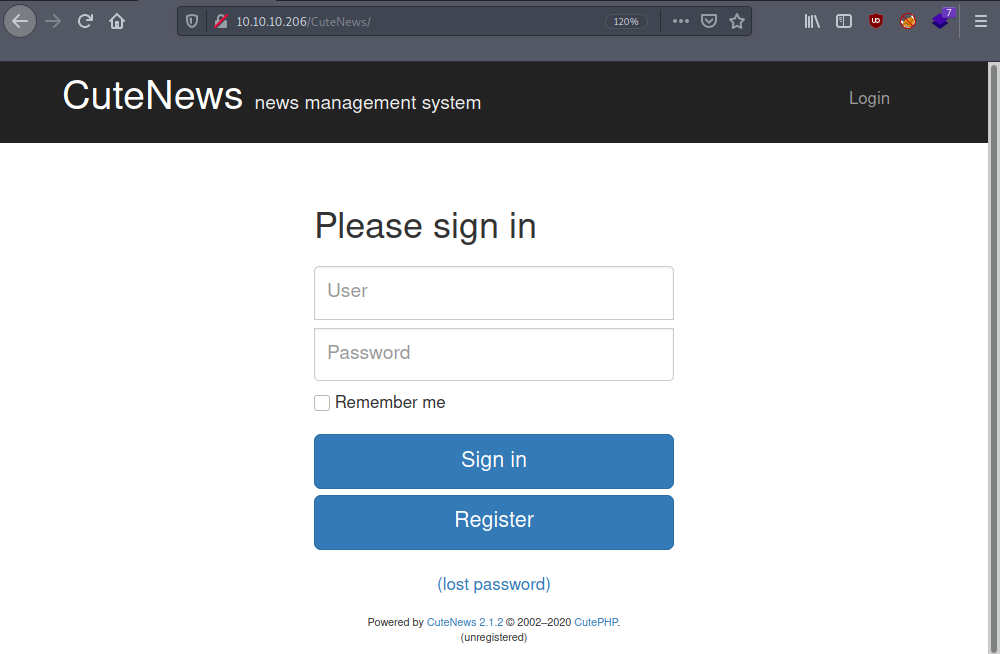 10.10.10.206/CuteNews/ 120% 7
CuteNews news management system Login
Please sign in
User
Password
Remember me
Sign in
Register
(lost password)
Powered by CuteNews 2.1.2 © 2002–2020 CutePHP.
(unregistered)